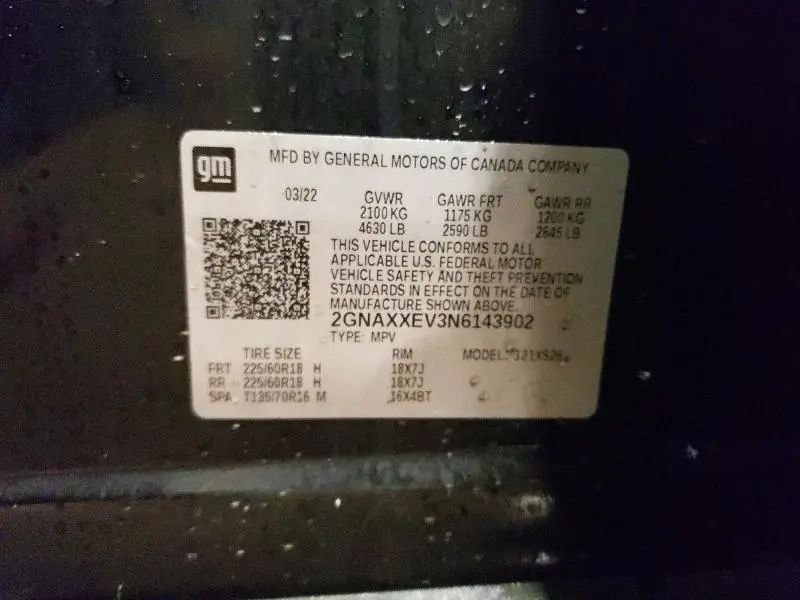 gm
MFD BY GENERAL MOTORS OF CANADA COMPANY
03/22 GVWR GAWR FRT GAWR RR
2100 KG 1175 KG 1200 KG
4630 LB 2590 LB 2645 LB
THIS VEHICLE CONFORMS TO ALL
APPLICABLE U.S. FEDERAL MOTOR
VEHICLE SAFETY AND THEFT PREVENTION
STANDARDS IN EFFECT ON THE DATE OF
MANUFACTURE SHOWN ABOVE.
2GNAXXEV3N6143902
TYPE: MPV
TIRE SIZE RIM MODEL:
FRT 225/60R18 H 18X7J
RR 225/60R18 H 18X7J
SPA T135/70R16 M 16X4BT